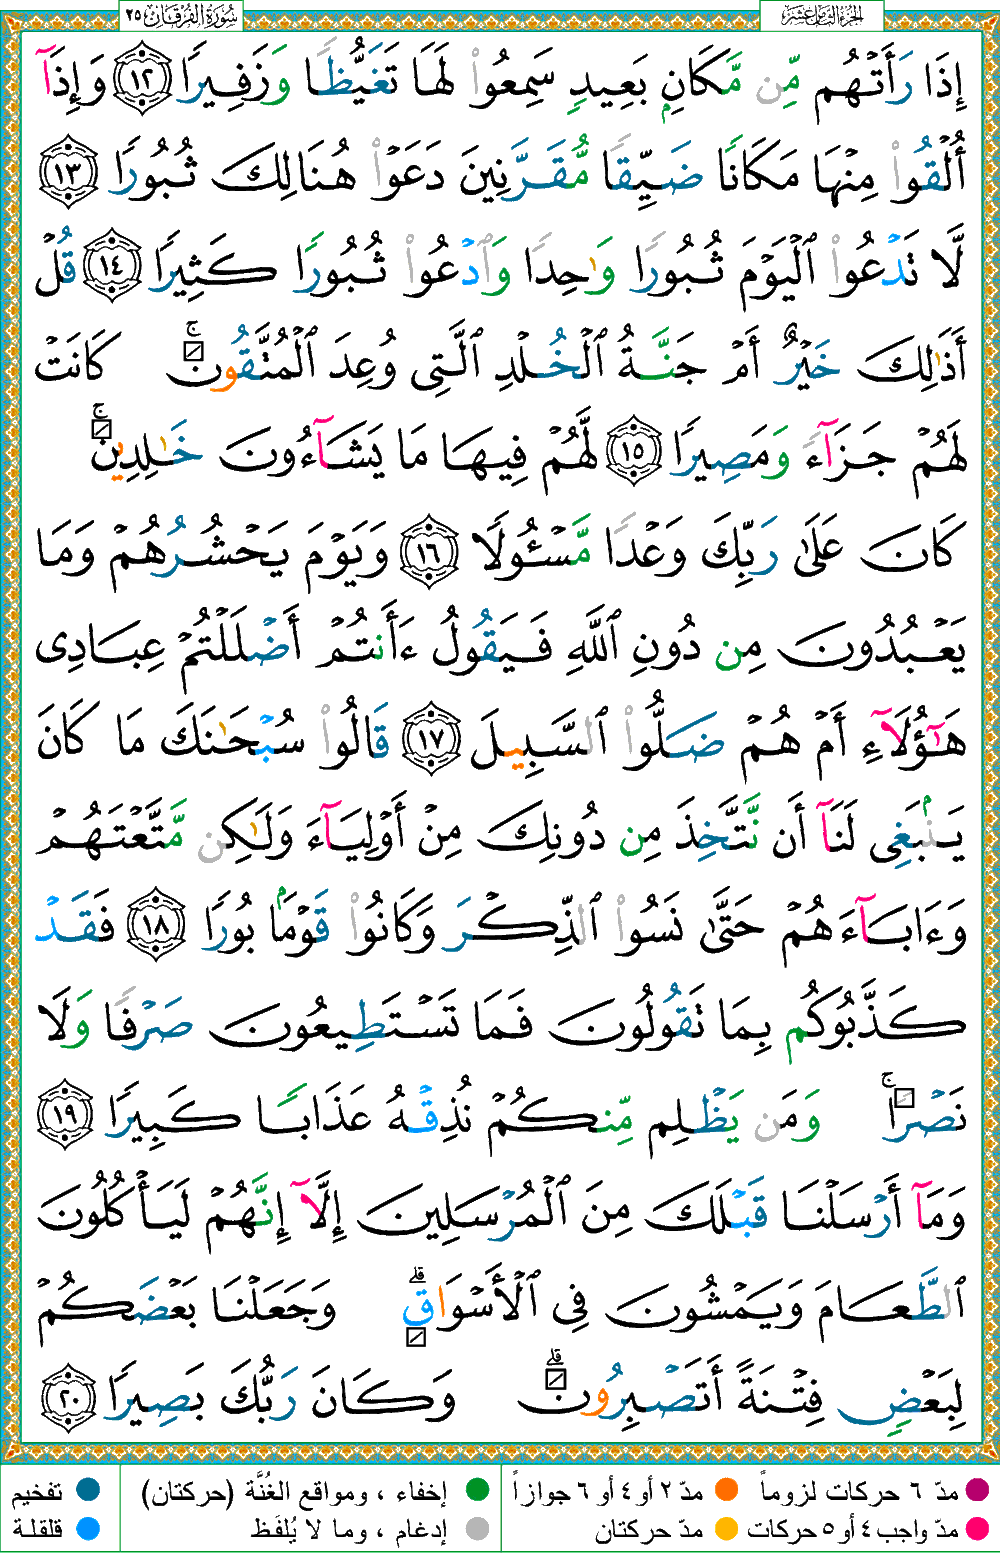 سُورَةُ الفُرْقَانِ ٢٥
الجزء الثامن عشر
إِذَا رَأَتْهُم مِّن مَّكَانِۭ بَعِيدٖ سَمِعُواْ لَهَا تَغَيُّظٗا وَزَفِيرٗا ١٢ وَإِذَآ
أُلْقُواْ مِنْهَا مَكَانٗا ضَيِّقٗا مُّقَرَّنِينَ دَعَوْاْ هُنَالِكَ ثُبُورٗا ١٣
لَّا تَدْعُواْ ٱلْيَوْمَ ثُبُورٗا وَٰحِدٗا وَٱدْعُواْ ثُبُورٗا كَثِيرٗا ١٤ قُلْ
أَذَٰلِكَ خَيْرٌ أَمْ جَنَّةُ ٱلْخُلْدِ ٱلَّتِى وُعِدَ ٱلْمُتَّقُونَۚ كَانَتْ
لَهُمْ جَزَآءٗ وَمَصِيرٗا ١٥ لَّهُمْ فِيهَا مَا يَشَآءُونَ خَٰلِدِينَۚ
كَانَ عَلَىٰ رَبِّكَ وَعْدٗا مَّسْـُٔولٗا ١٦ وَيَوْمَ يَحْشُرُهُمْ وَمَا
يَعْبُدُونَ مِن دُونِ ٱللَّهِ فَيَقُولُ ءَأَنتُمْ أَضْلَلْتُمْ عِبَادِى
هَٰٓؤُلَآءِ أَمْ هُمْ ضَلُّواْ ٱلسَّبِيلَ ١٧ قَالُواْ سُبْحَٰنَكَ مَا كَانَ
يَنۢبَغِى لَنَآ أَن نَّتَّخِذَ مِن دُونِكَ مِنْ أَوْلِيَآءَ وَلَٰكِن مَّتَّعْتَهُمْ
وَءَابَآءَهُمْ حَتَّىٰ نَسُواْ ٱلذِّكْرَ وَكَانُواْ قَوْمَۢا بُورٗا ١٨ فَقَدْ
كَذَّبُوكُم بِمَا تَقُولُونَ فَمَا تَسْتَطِيعُونَ صَرْفٗا وَلَا
نَصْرٗاۚ وَمَن يَظْلِم مِّنكُمْ نُذِقْهُ عَذَابٗا كَبِيرٗا ١٩
وَمَآ أَرْسَلْنَا قَبْلَكَ مِنَ ٱلْمُرْسَلِينَ إِلَّآ إِنَّهُمْ لَيَأْكُلُونَ
ٱلطَّعَامَ وَيَمْشُونَ فِى ٱلْأَسْوَاقِۗ وَجَعَلْنَا بَعْضَكُمْ
لِبَعْضٖ فِتْنَةً أَتَصْبِرُونَۗ وَكَانَ رَبُّكَ بَصِيرٗا ٢٠
مدّ ٦ حركات لزوماً مدّ ٢ أو ٤ أو ٦ جوازاً إخفاء ، ومواقع الغُنَّة (حركتان) تفخيم
مدّ واجب ٤ أو ٥ حركات مدّ حركتان إدغام ، وما لا يُلفَظ قلقلة